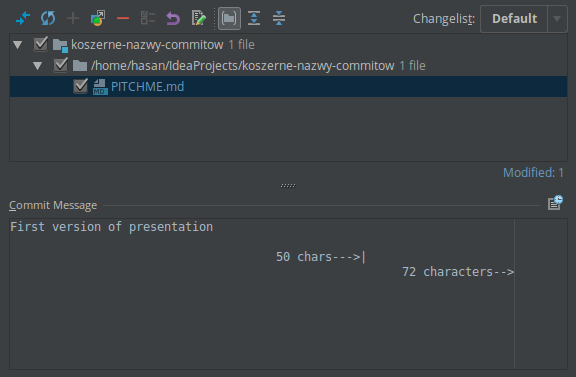 Changelist: Default
koszerne-nazwy-commitow 1 file
/home/hasan/IdeaProjects/koszerne-nazwy-commitow 1 file
MD PITCHME.md
Modified: 1
Commit Message
First version of presentation
50 chars--->|
72 characters-->